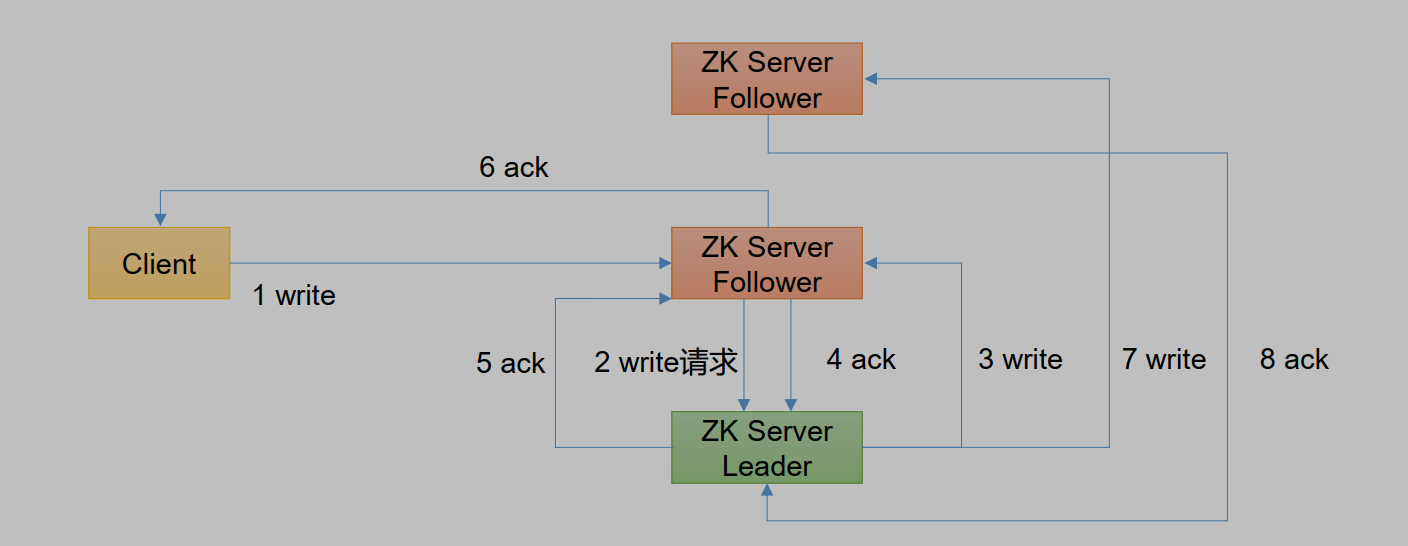 ZK Server
Follower
6 ack
Client
1 write
ZK Server
Follower
5 ack
2 write请求
4 ack
3 write
7 write
8 ack
ZK Server
Leader